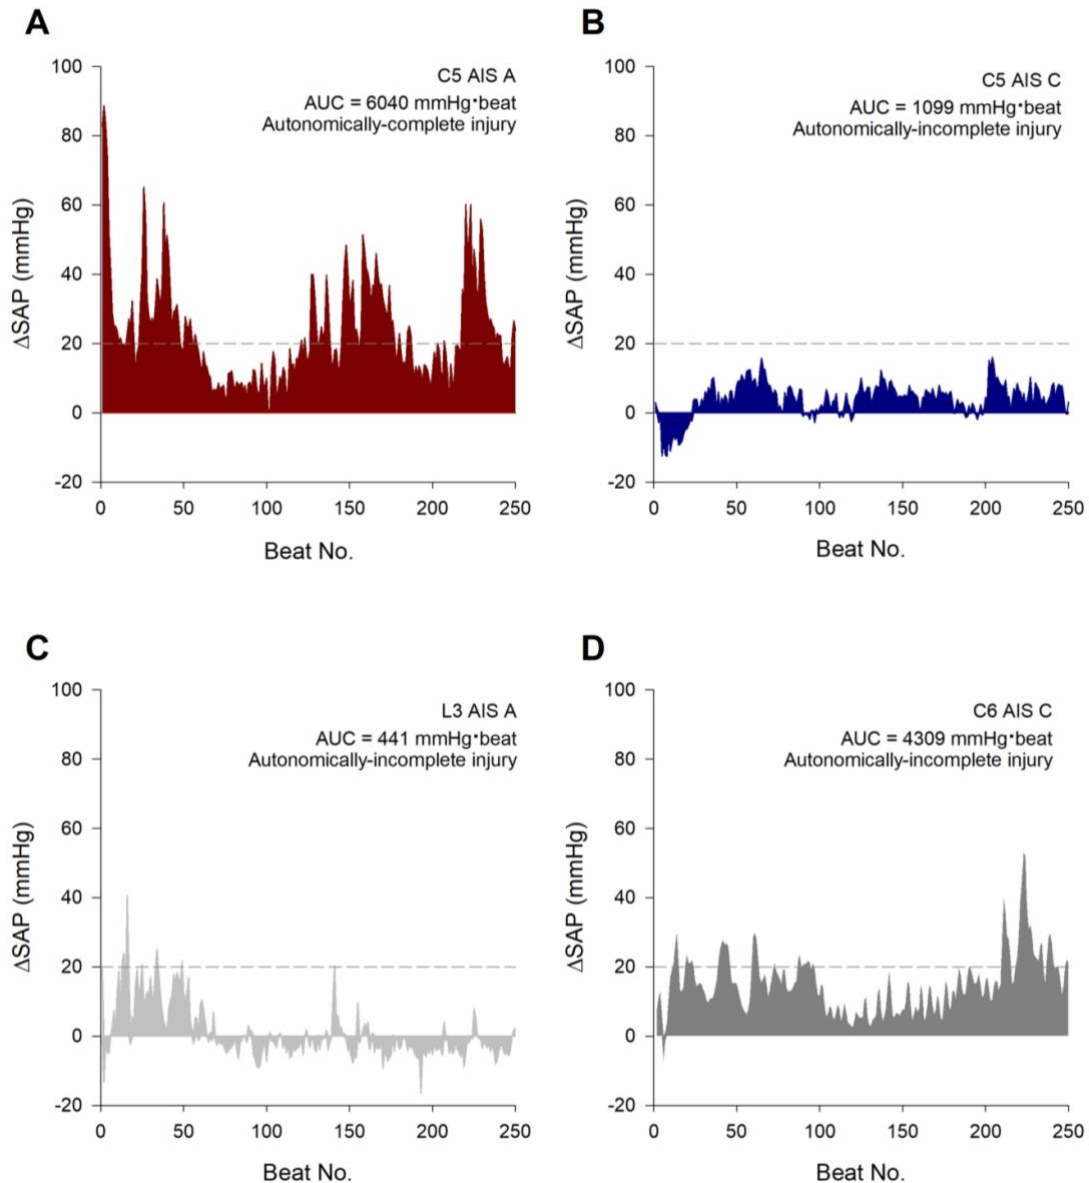 A
C5 AIS A
AUC = 6040 mmHg·beat
Autonomically-complete injury
ΔSAP (mmHg)
100
80
60
40
20
0
-20
0 50 100 150 200 250
Beat No.
B
C5 AIS C
AUC = 1099 mmHg·beat
Autonomically-incomplete injury
ΔSAP (mmHg)
100
80
60
40
20
0
-20
0 50 100 150 200 250
Beat No.
C
L3 AIS A
AUC = 441 mmHg·beat
Autonomically-incomplete injury
ΔSAP (mmHg)
100
80
60
40
20
0
-20
0 50 100 150 200 250
Beat No.
D
C6 AIS C
AUC = 4309 mmHg·beat
Autonomically-incomplete injury
ΔSAP (mmHg)
100
80
60
40
20
0
-20
0 50 100 150 200 250
Beat No.